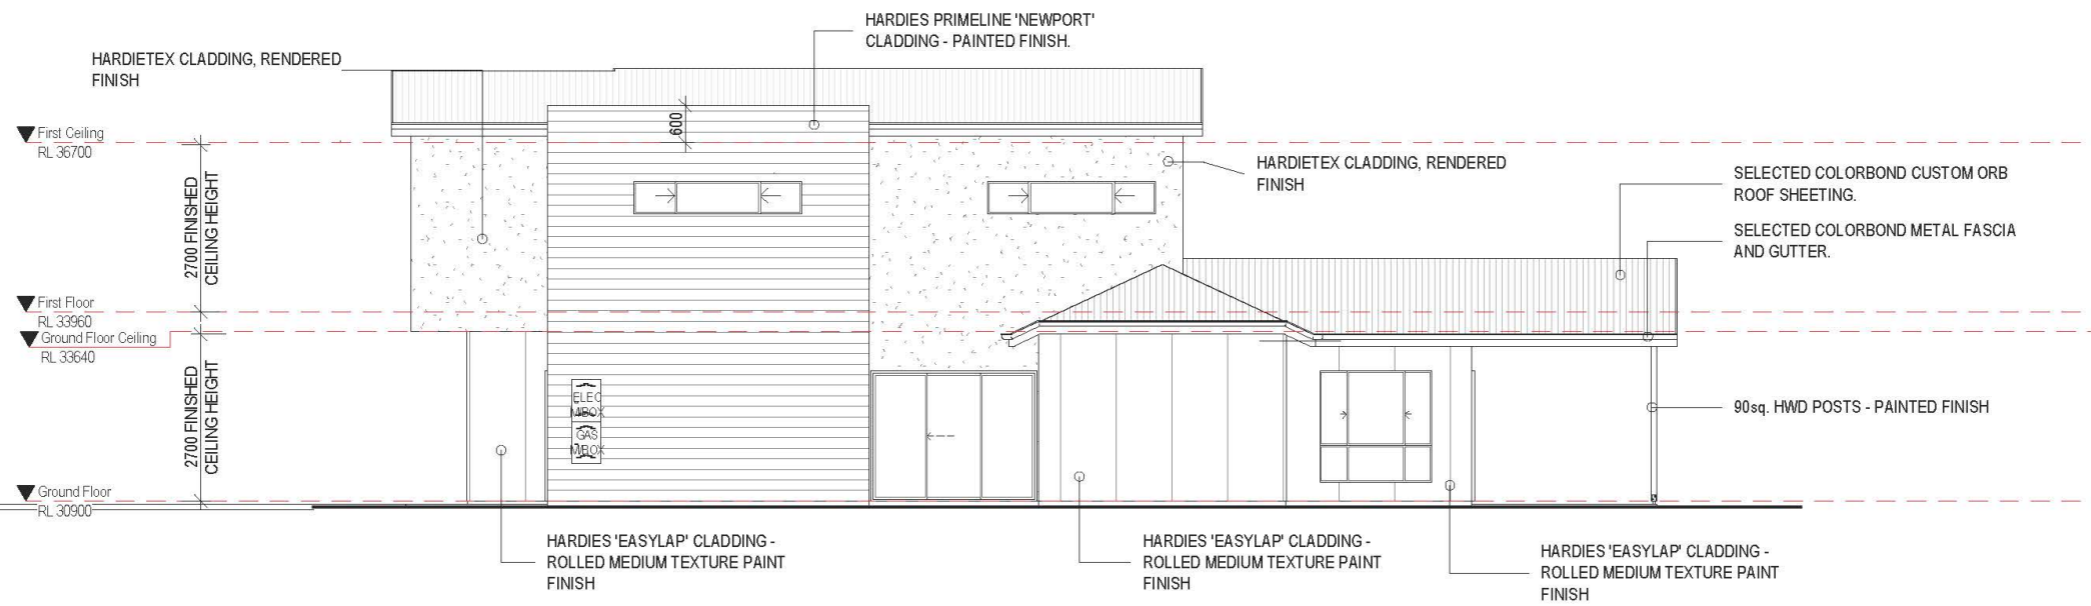 HARDIES PRIMELINE 'NEWPORT'
CLADDING - PAINTED FINISH.
HARDIETEX CLADDING, RENDERED
FINISH
600
First Ceiling
RL 36700
2700 FINISHED
CEILING HEIGHT
HARDIETEX CLADDING, RENDERED
FINISH
SELECTED COLORBOND CUSTOM ORB
ROOF SHEETING.
SELECTED COLORBOND METAL FASCIA
AND GUTTER.
First Floor
RL 33960
Ground Floor Ceiling
RL 33640
2700 FINISHED
CEILING HEIGHT
ELEC
M/BOX
GAS
M/BOX
90sq. HWD POSTS - PAINTED FINISH
Ground Floor
RL 30900
HARDIES 'EASYLAP' CLADDING -
ROLLED MEDIUM TEXTURE PAINT
FINISH
HARDIES 'EASYLAP' CLADDING -
ROLLED MEDIUM TEXTURE PAINT
FINISH
HARDIES 'EASYLAP' CLADDING -
ROLLED MEDIUM TEXTURE PAINT
FINISH